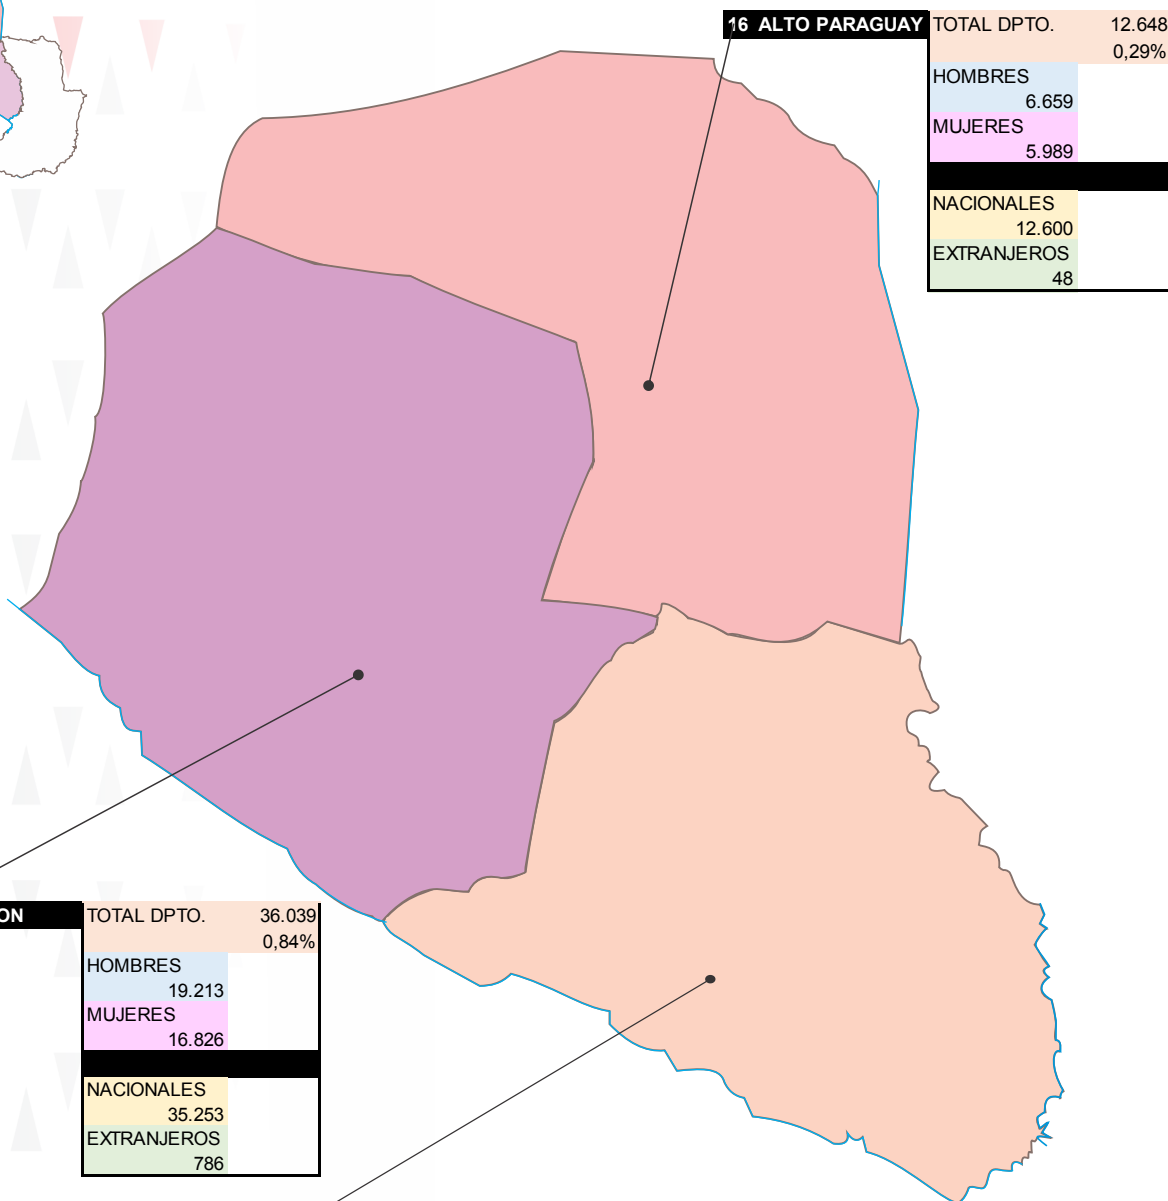 16 ALTO PARAGUAY
TOTAL DPTO. 12.648
0,29%
HOMBRES
6.659
MUJERES
5.989
NACIONALES
12.600
EXTRANJEROS
48
ON
TOTAL DPTO. 36.039
0,84%
HOMBRES
19.213
MUJERES
16.826
NACIONALES
35.253
EXTRANJEROS
786